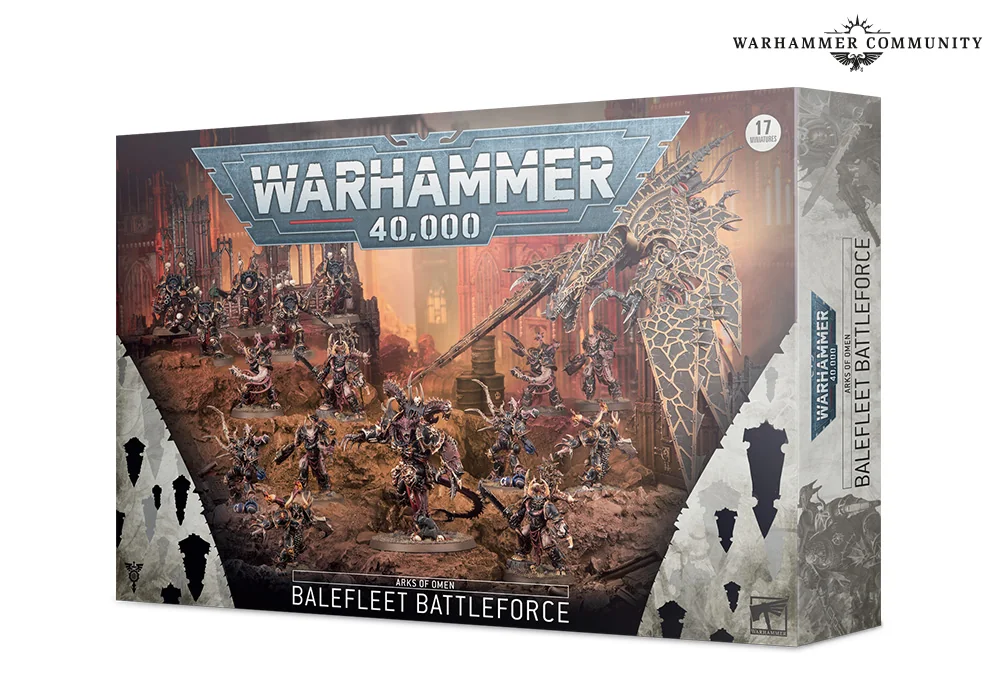 WARHAMMER COMMUNITY
17
MINIATURES
WARHAMMER
40,000
ARKS OF OMEN
BALEFLEET BATTLEFORCE
WARHAMMER
40,000
ARKS OF OMEN
BALEFLEET BATTLEFORCE
WARHAMMER